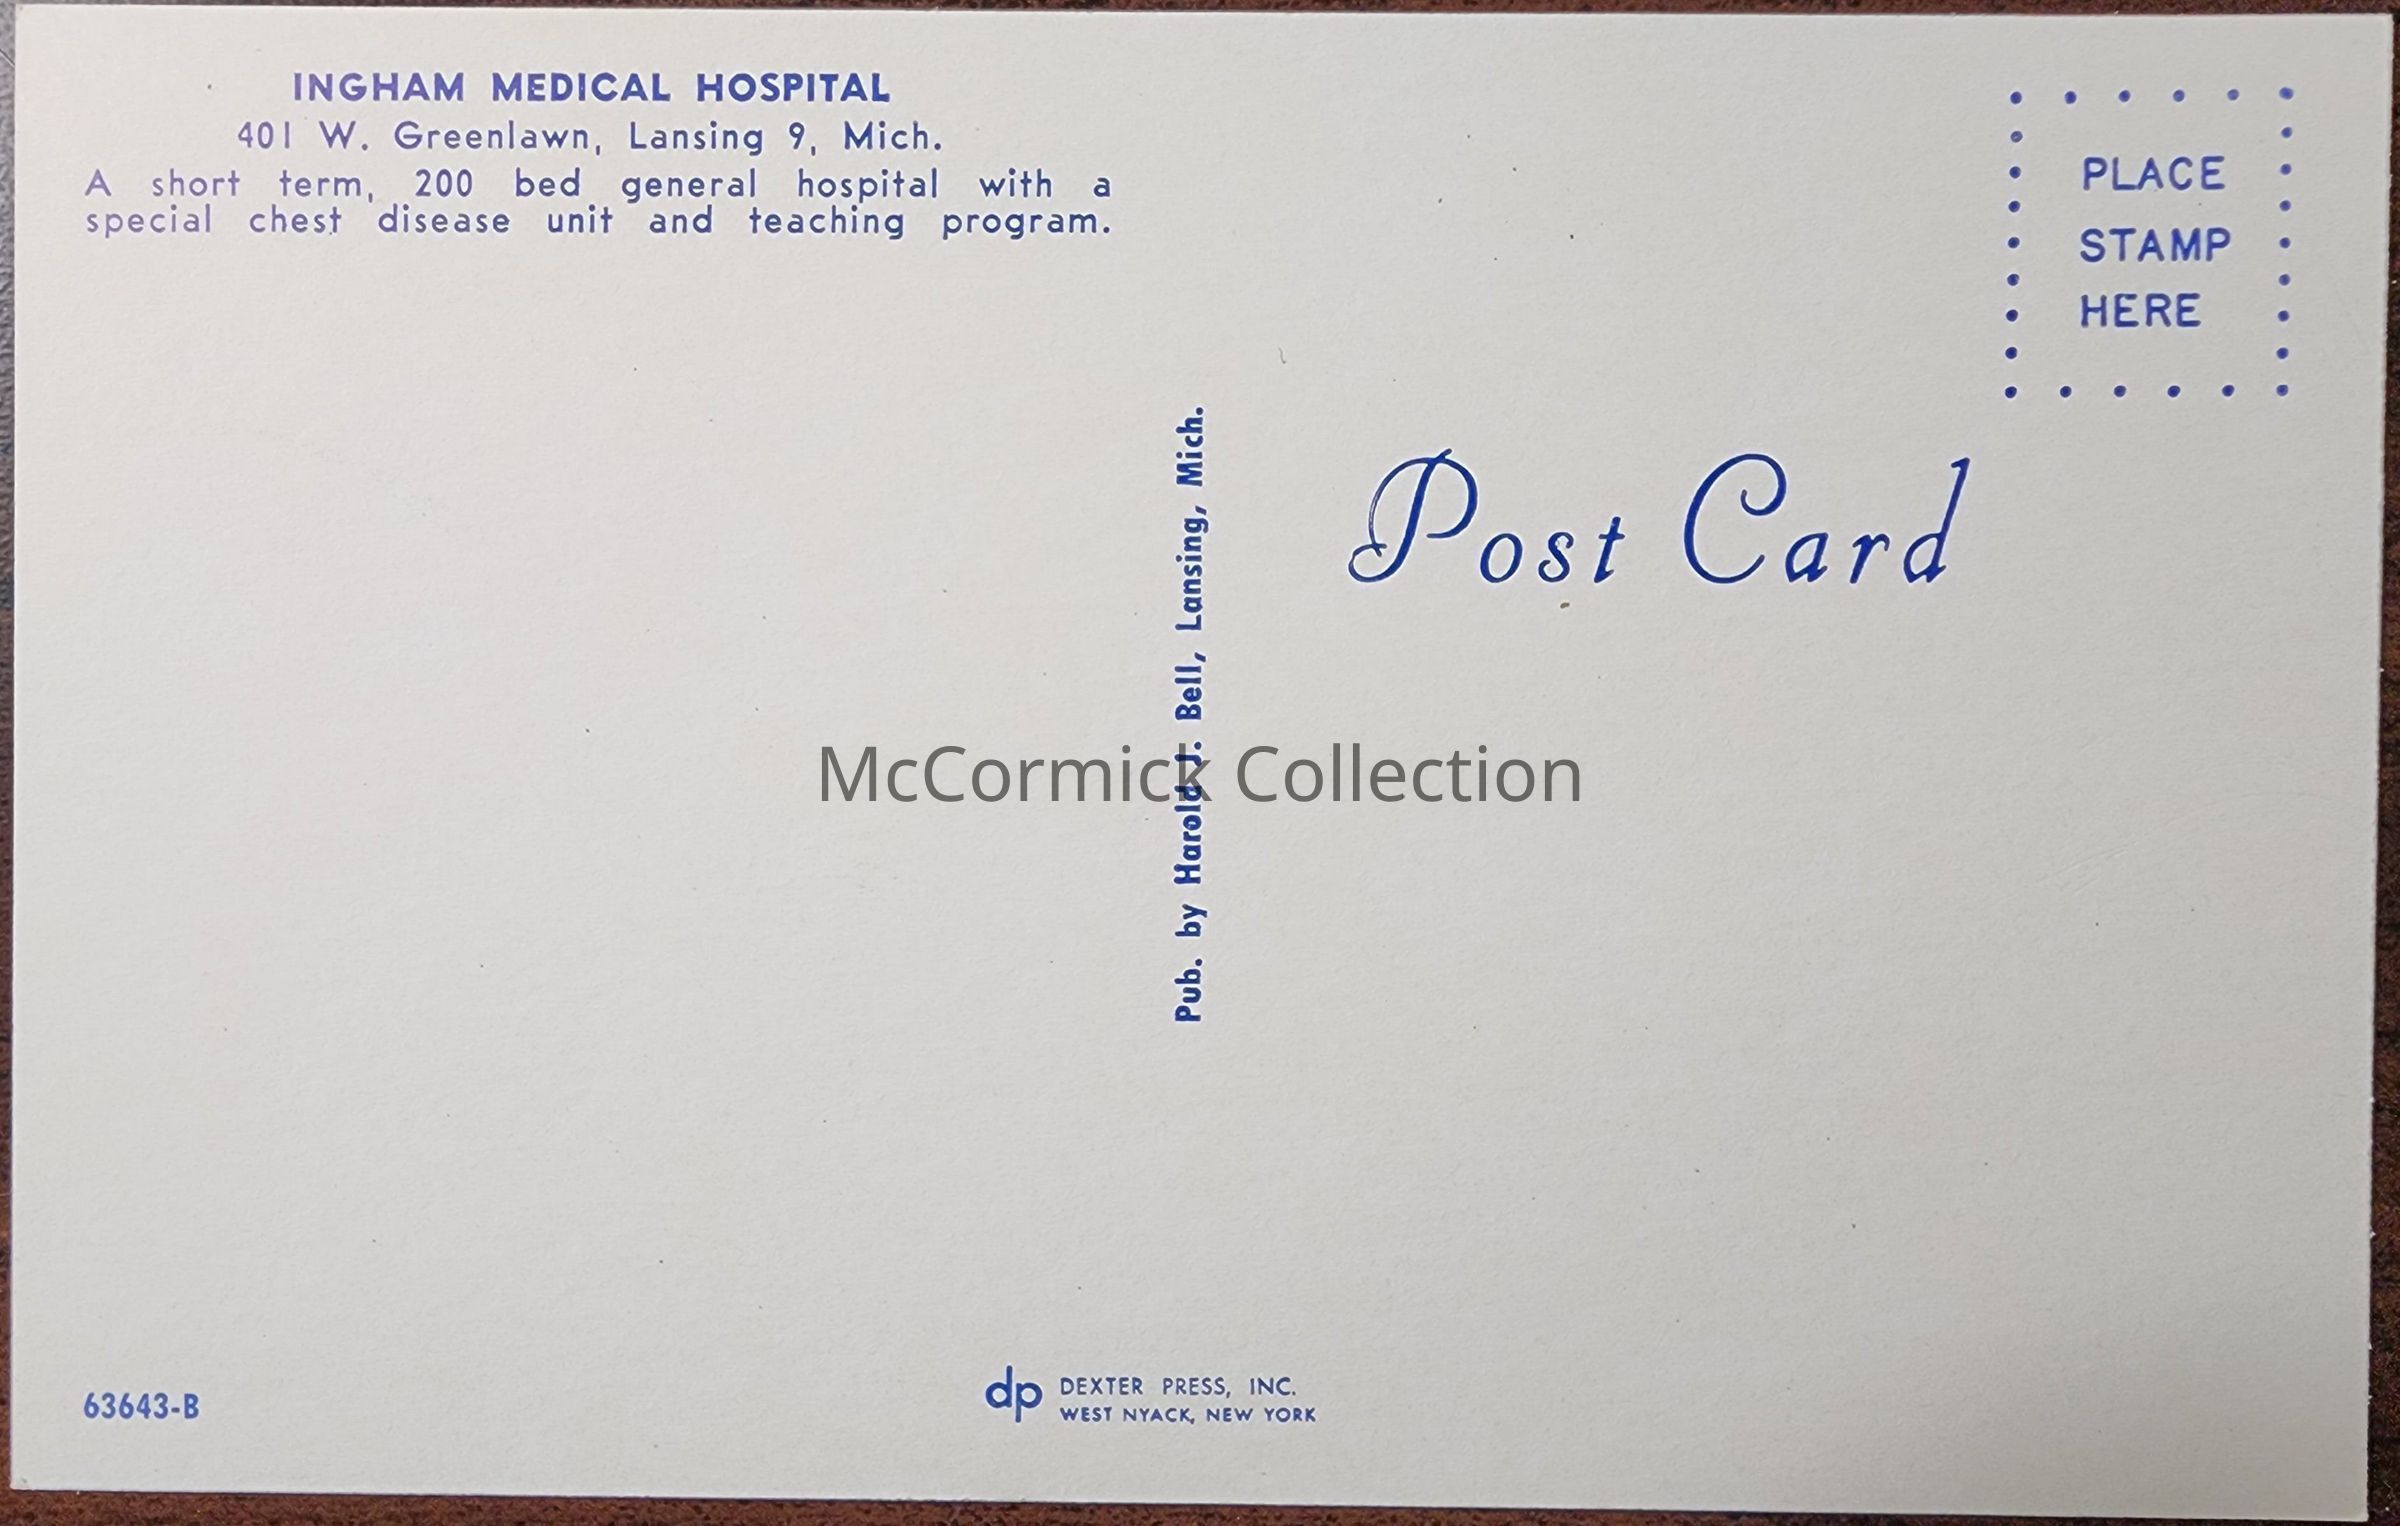 INGHAM MEDICAL HOSPITAL
401 W. Greenlawn, Lansing 9, Mich.
A short term, 200 bed general hospital with a
special chest disease unit and teaching program.
PLACE
STAMP
HERE
Post Card
Pub. by Harold J. Bell, Lansing, Mich.
McCormick Collection
63643-B
dp
DEXTER PRESS, INC.
WEST NYACK, NEW YORK